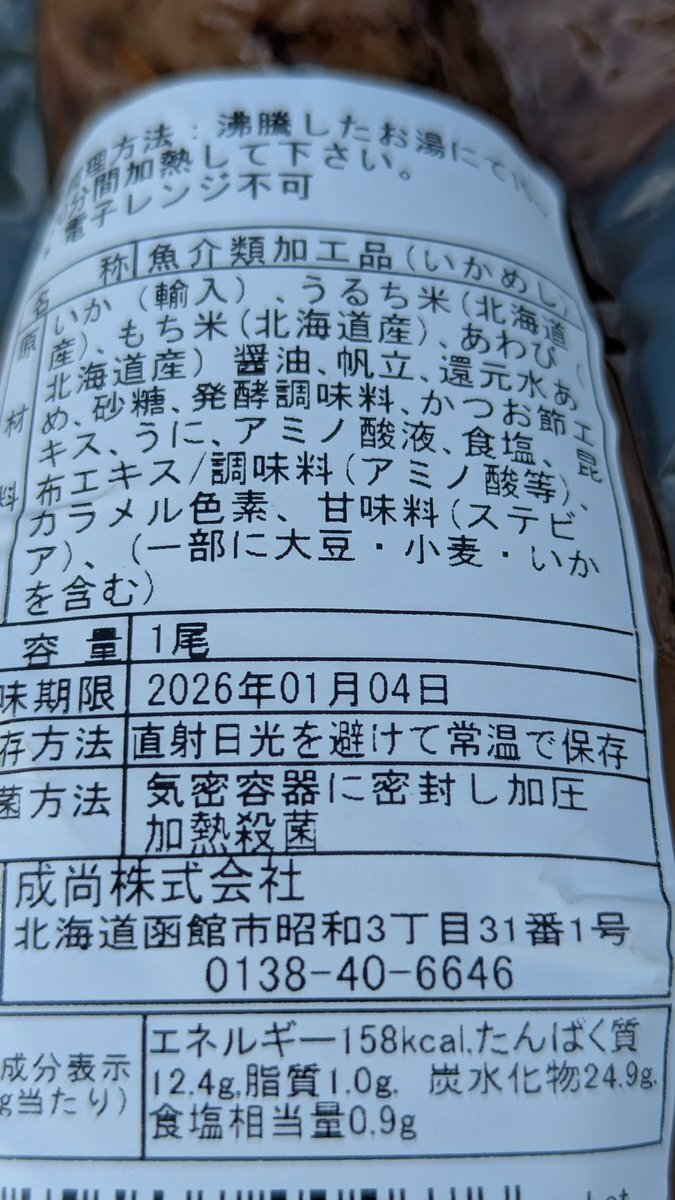 理方法：沸騰したお湯にて
分間加熱して下さい。
・電子レンジ不可
名称 魚介類加工品(いかめし)
原材料 いか（輸入）、うるち米(北海道
産)、もち米(北海道産)、あわび（
北海道産）醤油、帆立、還元水あ
め、砂糖、発酵調味料、かつお節エ
キス、うに、アミノ酸液、食塩、昆
布エキス/調味料(アミノ酸等)、
カラメル色素、甘味料(ステビ
ア)、(一部に大豆・小麦・いか
を含む)
容量 1尾
味期限 2026年01月04日
存方法 直射日光を避けて常温で保存
菌方法 気密容器に密封し加圧
加熱殺菌
成尚株式会社
北海道函館市昭和3丁目31番1号
0138-40-6646
成分表示 エネルギー158kcal,たんぱく質
g当たり) 12.4g,脂質1.0g, 炭水化物24.9g,
食塩相当量0.9g